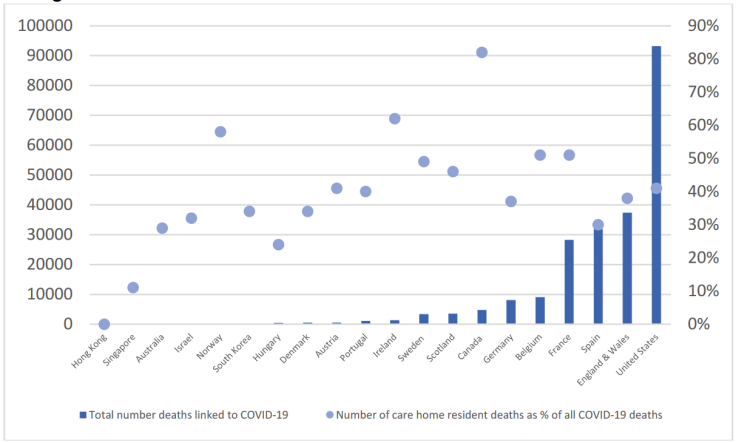 100000
90000
80000
70000
60000
50000
40000
30000
20000
10000
0
90%
80%
70%
60%
50%
40%
30%
20%
10%
0%
Hong Kong
Singapore
Australia
Israel
Norway
South Korea
Hungary
Denmark
Austria
Portugal
Ireland
Sweden
Scotland
Canada
Germany
Belgium
France
Spain
England & Wales
United States
Total number deaths linked to COVID-19
Number of care home resident deaths as % of all COVID-19 deaths